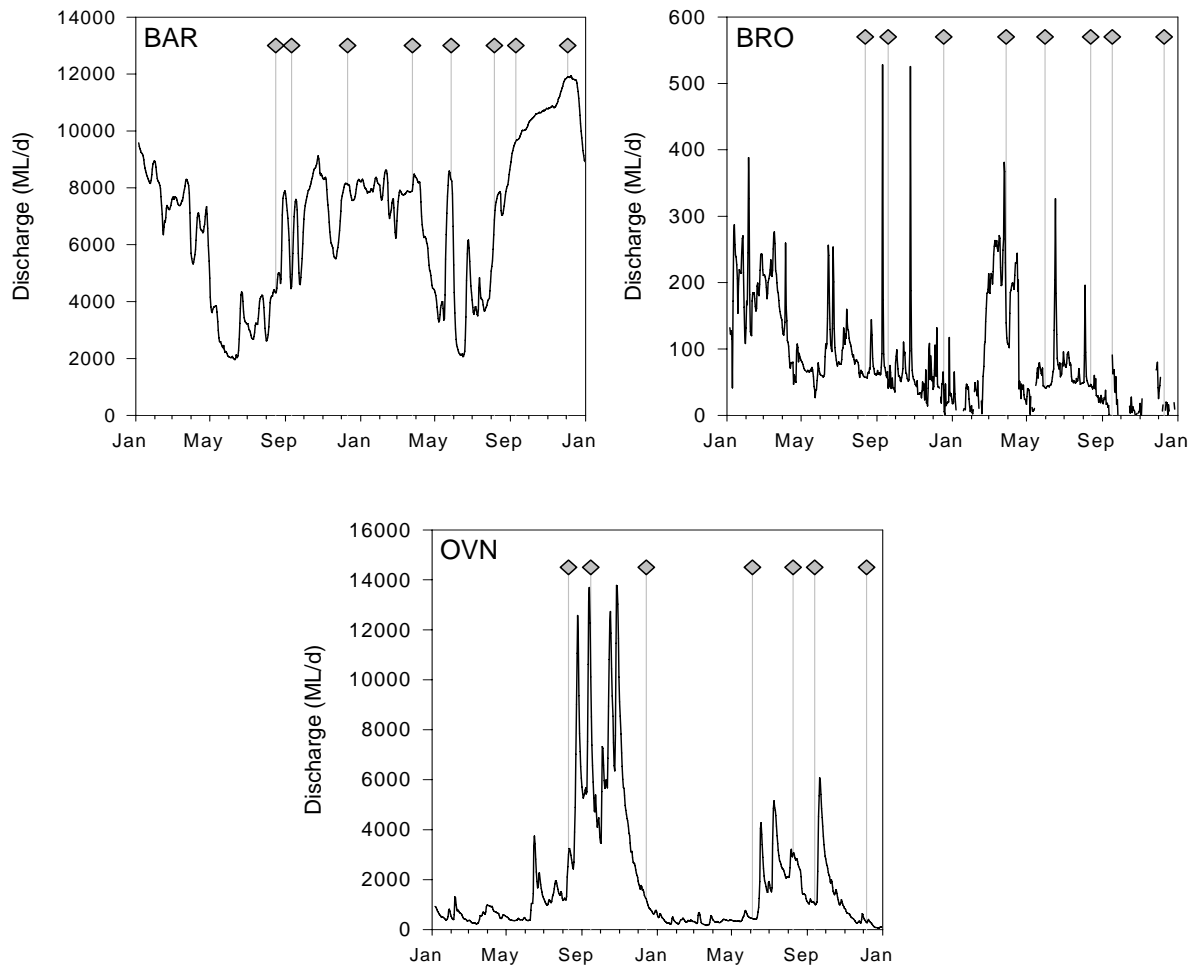 BAR
14000
12000
10000
8000
6000
4000
2000
0
Discharge (ML/d)
Jan May Sep Jan May Sep Jan
BRO
600
500
400
300
200
100
0
Discharge (ML/d)
Jan May Sep Jan May Sep Jan
OVN
16000
14000
12000
10000
8000
6000
4000
2000
0
Discharge (ML/d)
Jan May Sep Jan May Sep Jan